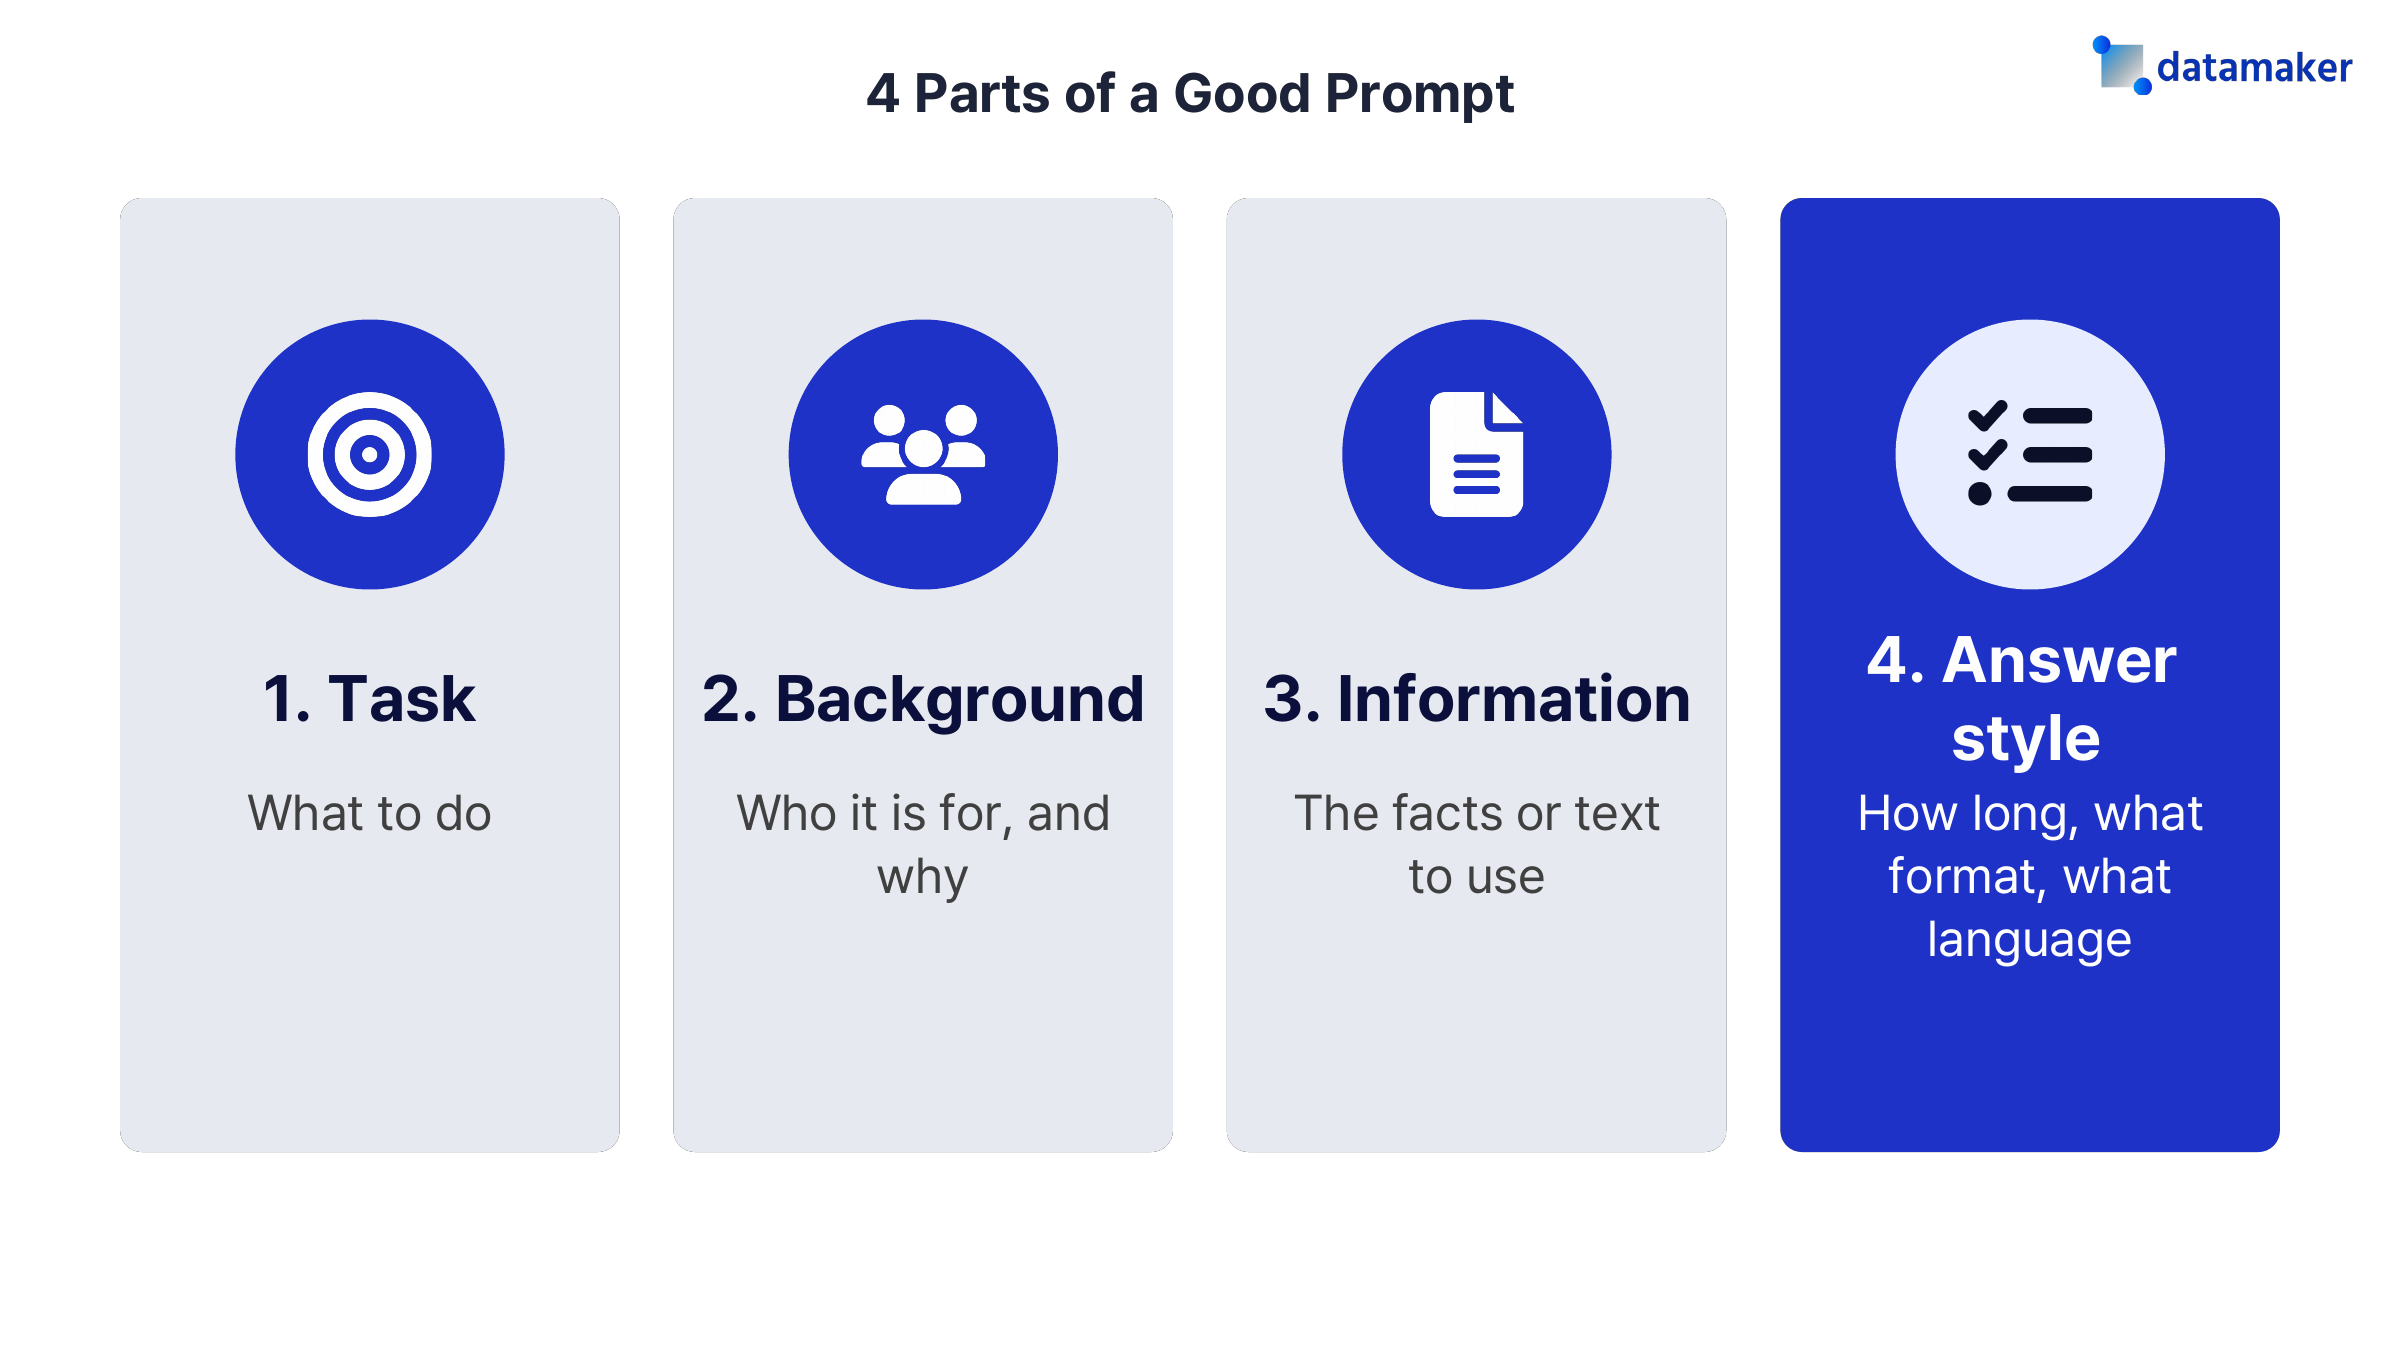 4 Parts of a Good Prompt
datamaker
1. Task
What to do
2. Background
Who it is for, and
why
3. Information
The facts or text
to use
4. Answer
style
How long, what
format, what
language